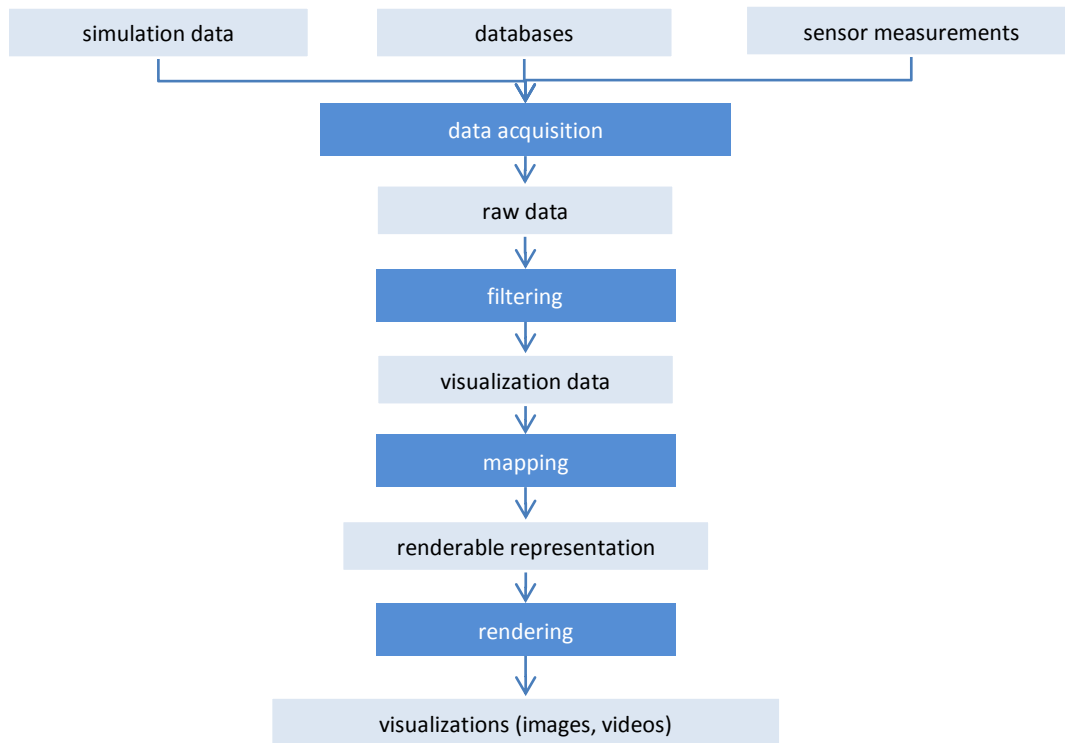 simulation data
databases
sensor measurements
data acquisition
raw data
filtering
visualization data
mapping
renderable representation
rendering
visualizations (images, videos)